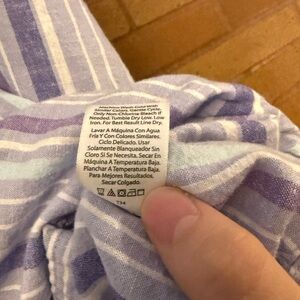 Machine Wash Cold With
Similar Colors. Gentle Cycle.
Only Non-Chlorine Bleach If
Needed. Tumble Dry Low. Low
Iron. For Best Result Line Dry.
Lavar A Máquina Con Agua
Fría Y Con Colores Similares.
Ciclo Delicado. Usar
Solamente Blanqueador Sin
Cloro Si Se Necesita. Secar En
Máquina A Temperatura Baja.
Planchar A Temperatura Baja.
Para Mejores Resultados,
Secar Colgado.
734